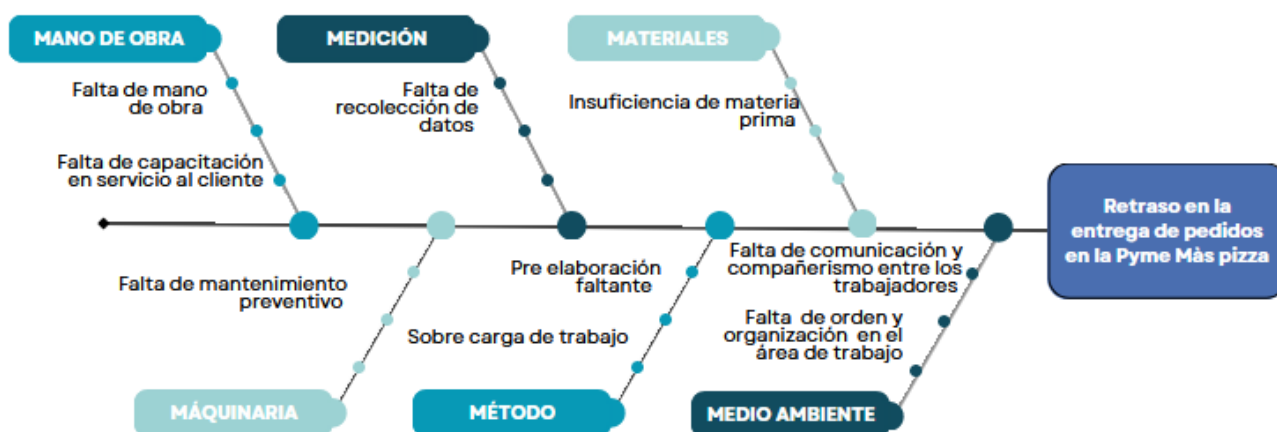 MANO DE OBRA
MEDICIÓN
MATERIALES
Falta de mano
de obra
Falta de
recolección de
datos
Insuficiencia de materia
prima
Falta de capacitación
en servicio al cliente
Retraso en la
entrega de pedidos
en la Pyme Màs pizza
Falta de mantenimiento
preventivo
Pre elaboración
faltante
Falta de comunicación y
compañerismo entre los
trabajadores
Sobre carga de trabajo
Falta de orden y
organización en el
área de trabajo
MÁQUINARIA
MÉTODO
MEDIO AMBIENTE